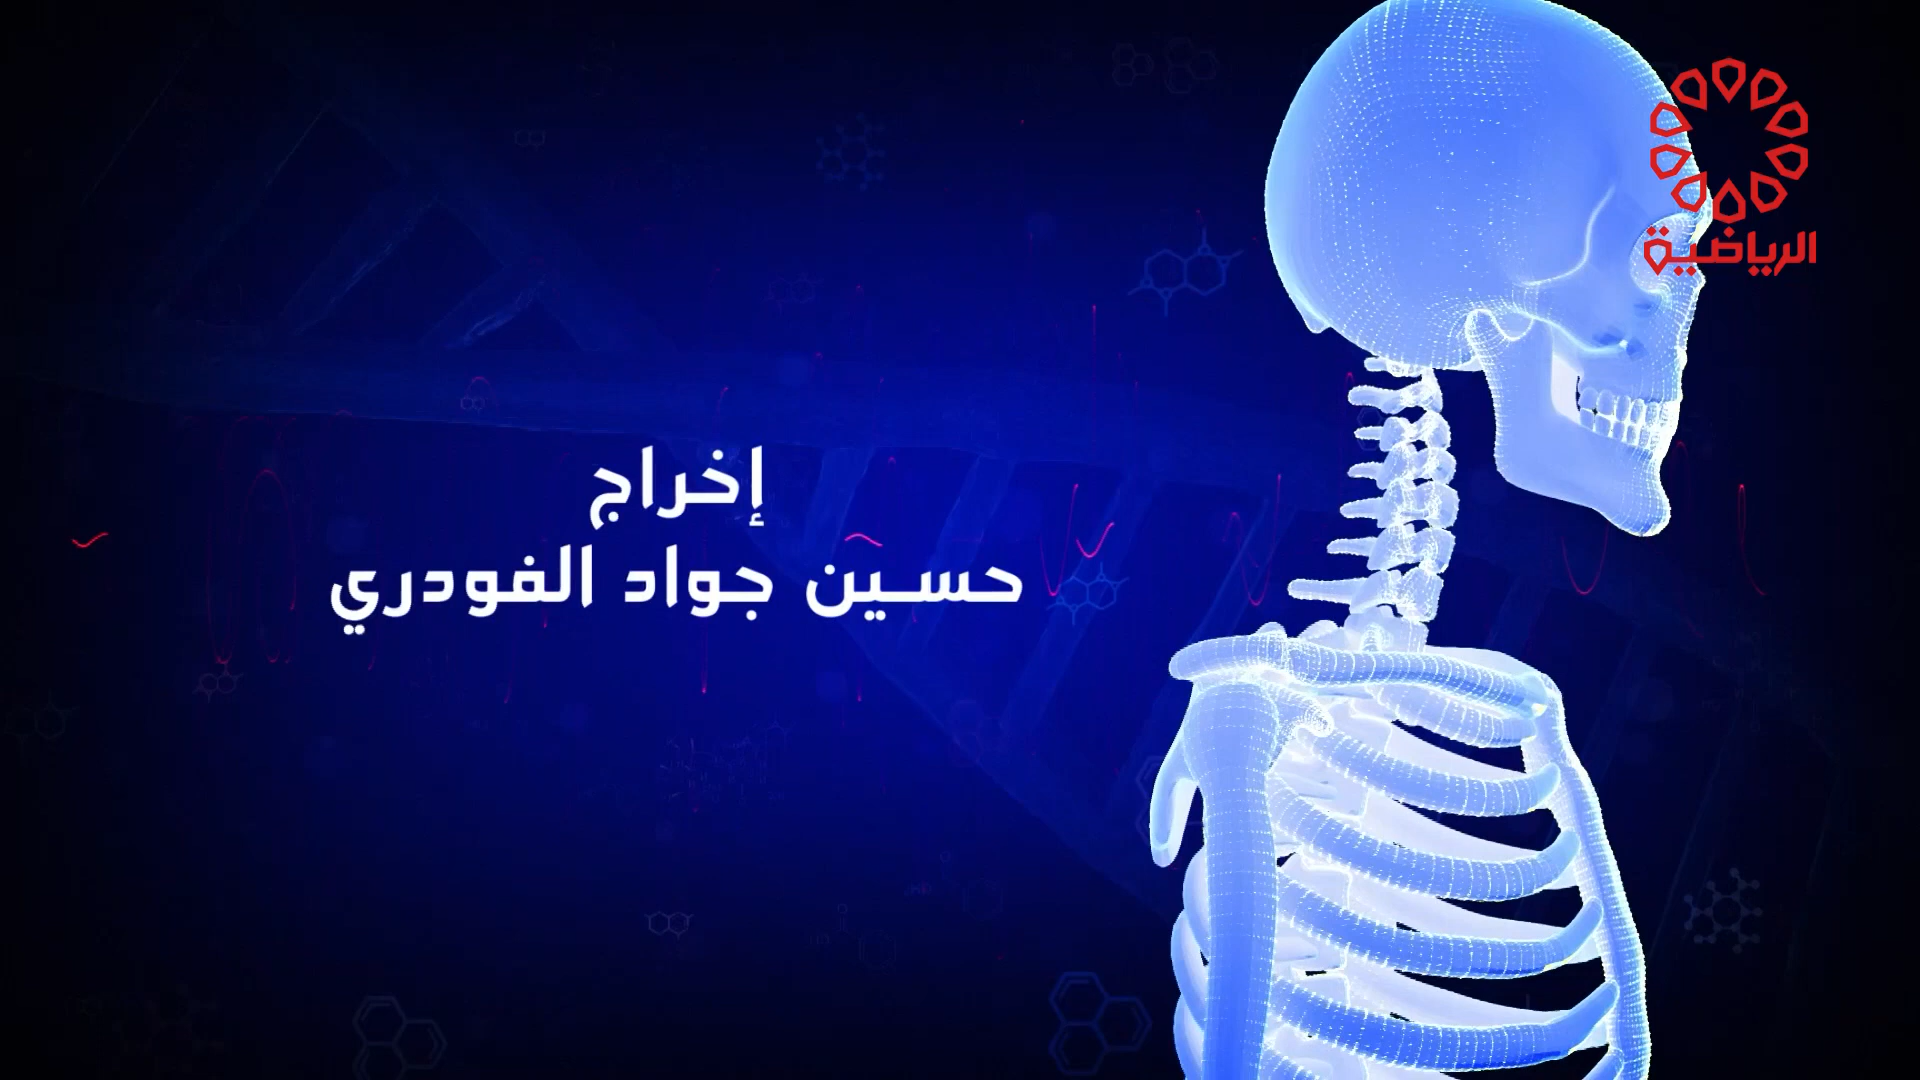 الرياضية
إخراج
حسين جواد الفودري